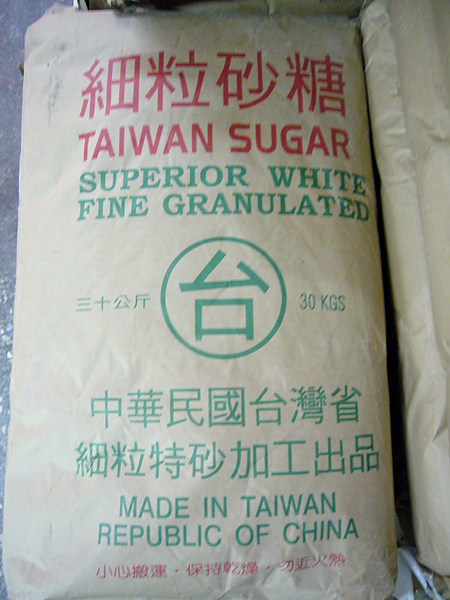 細粒砂糖
TAIWAN SUGAR
SUPERIOR WHITE
FINE GRANULATED
三十公斤 台 30 KGS
中華民國台灣省
細粒特砂加工出品
MADE IN TAIWAN
REPUBLIC OF CHINA
小心搬運·保持乾燥·勿近火熱